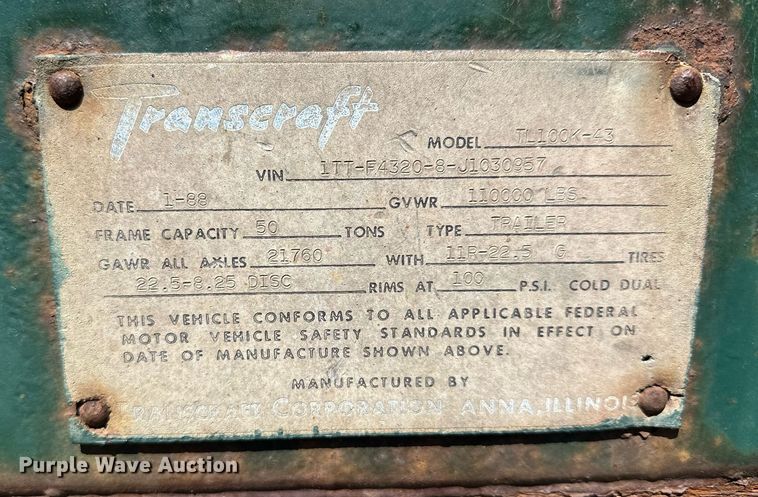 Transcraft
MODEL TL100K-43
VIN 1TT-F4320-8-J1030957
DATE 1-88 GVWR 110000 LBS
FRAME CAPACITY 50 TONS TYPE TRAILER
GAWR ALL AXLES 21760 WITH 11R-22.5 G TIRES
22.5-8.25 DISC RIMS AT 100 P.S.I. COLD DUAL
THIS VEHICLE CONFORMS TO ALL APPLICABLE FEDERAL
MOTOR VEHICLE SAFETY STANDARDS IN EFFECT ON
DATE OF MANUFACTURE SHOWN ABOVE.
MANUFACTURED BY
TRANSCRAFT CORPORATION ANNA, ILLINOIS
Purple Wave Auction